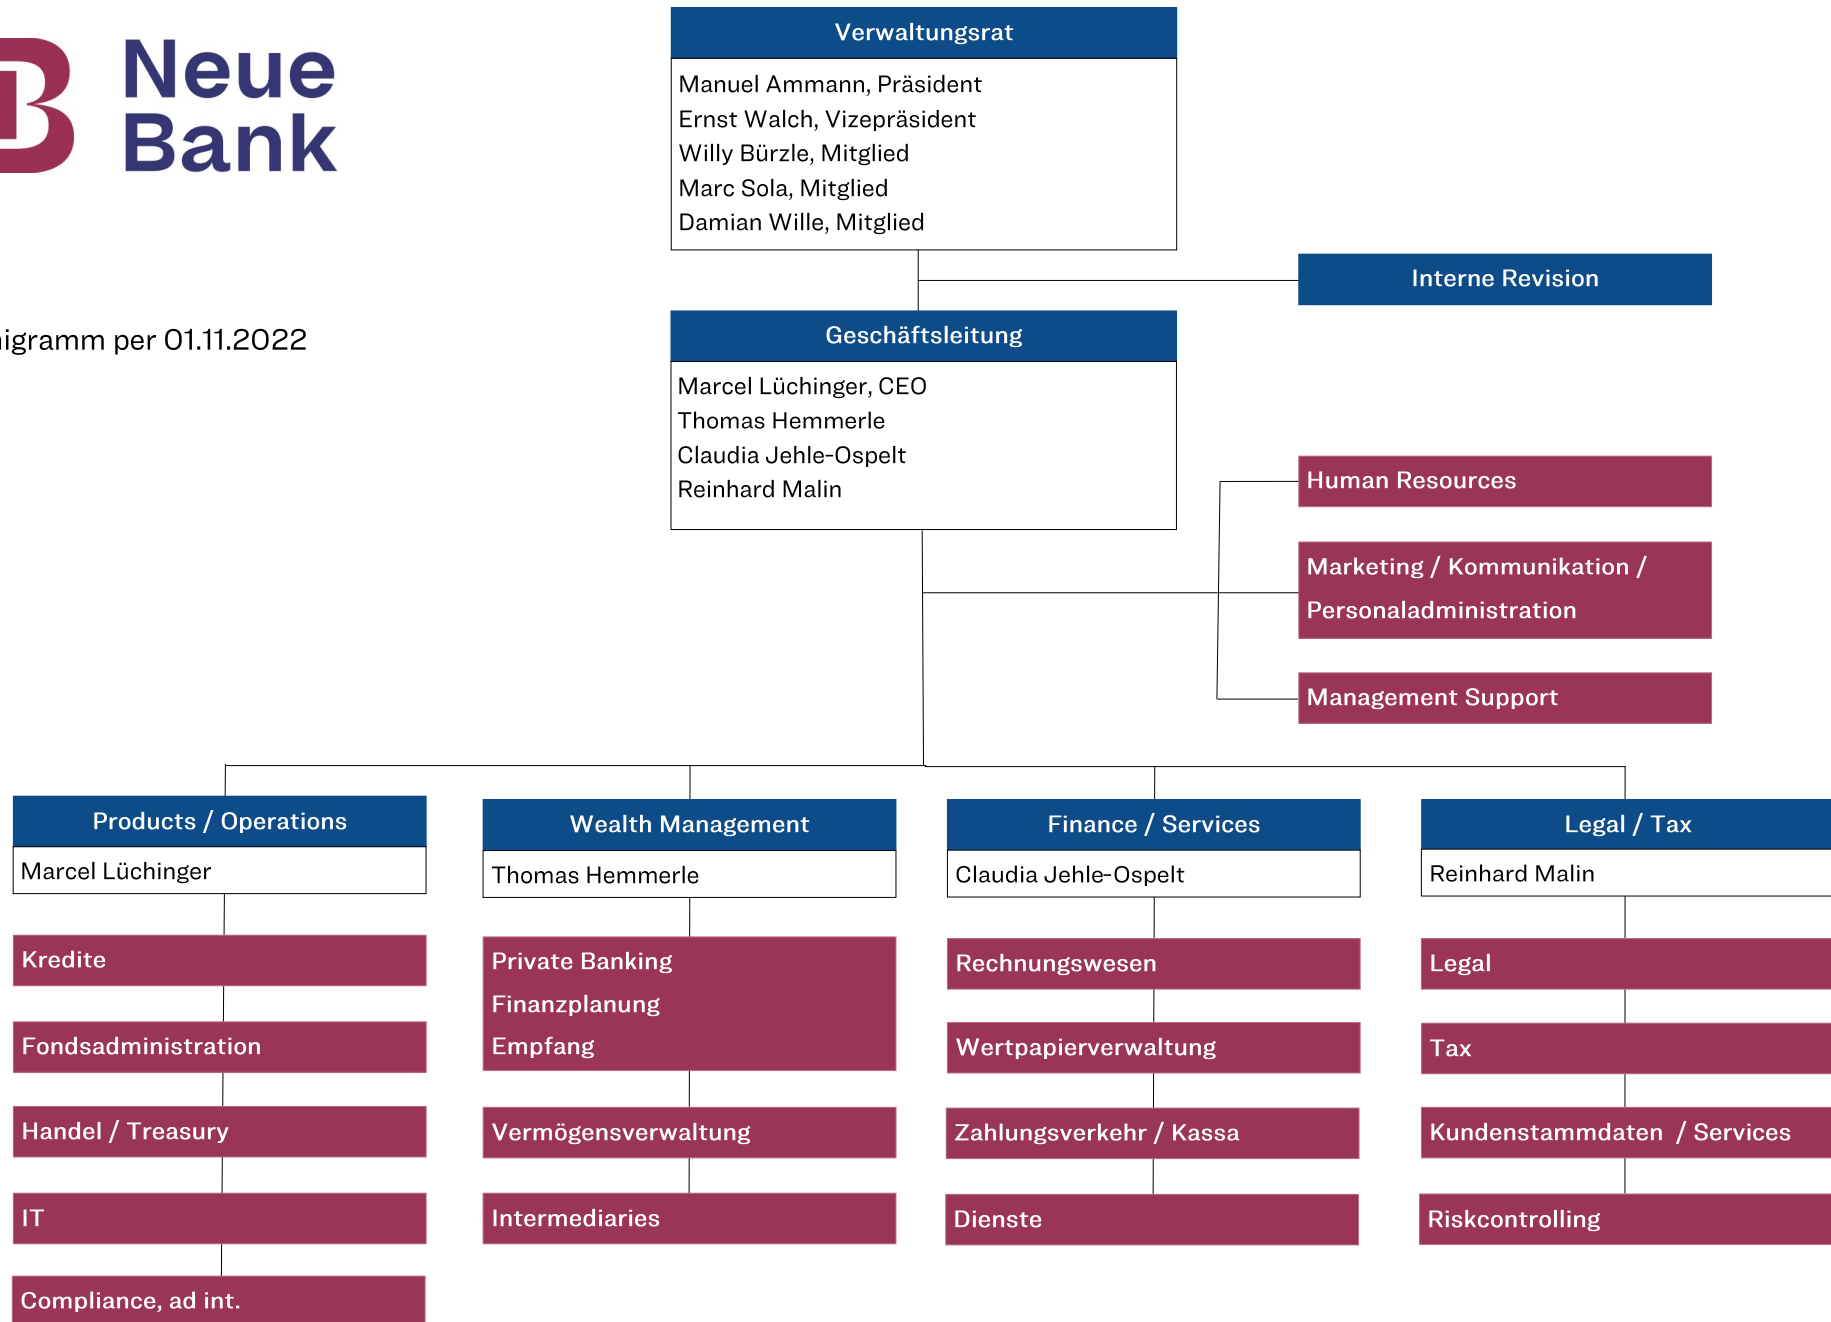 Neue
Bank
Verwaltungsrat
Manuel Ammann, Präsident
Ernst Walch, Vizepräsident
Willy Bürzle, Mitglied
Marc Sola, Mitglied
Damian Wille, Mitglied
Interne Revision
per 01.11.2022
Geschäftsleitung
Marcel Lüchinger, CEO
Thomas Hemmerle
Claudia Jehle-Ospelt
Reinhard Malin
Human Resources
Marketing / Kommunikation /
Personaladministration
Management Support
Products / Operations
Marcel Lüchinger
Kredite
Fondsadministration
Handel / Treasury
IT
Compliance, ad int.
Wealth Management
Thomas Hemmerle
Private Banking
Finanzplanung
Empfang
Vermögensverwaltung
Intermediaries
Finance / Services
Claudia Jehle-Ospelt
Rechnungswesen
Wertpapierverwaltung
Zahlungsverkehr / Kassa
Dienste
Legal / Tax
Reinhard Malin
Legal
Tax
Kundenstammdaten / Services
Riskcontrolling